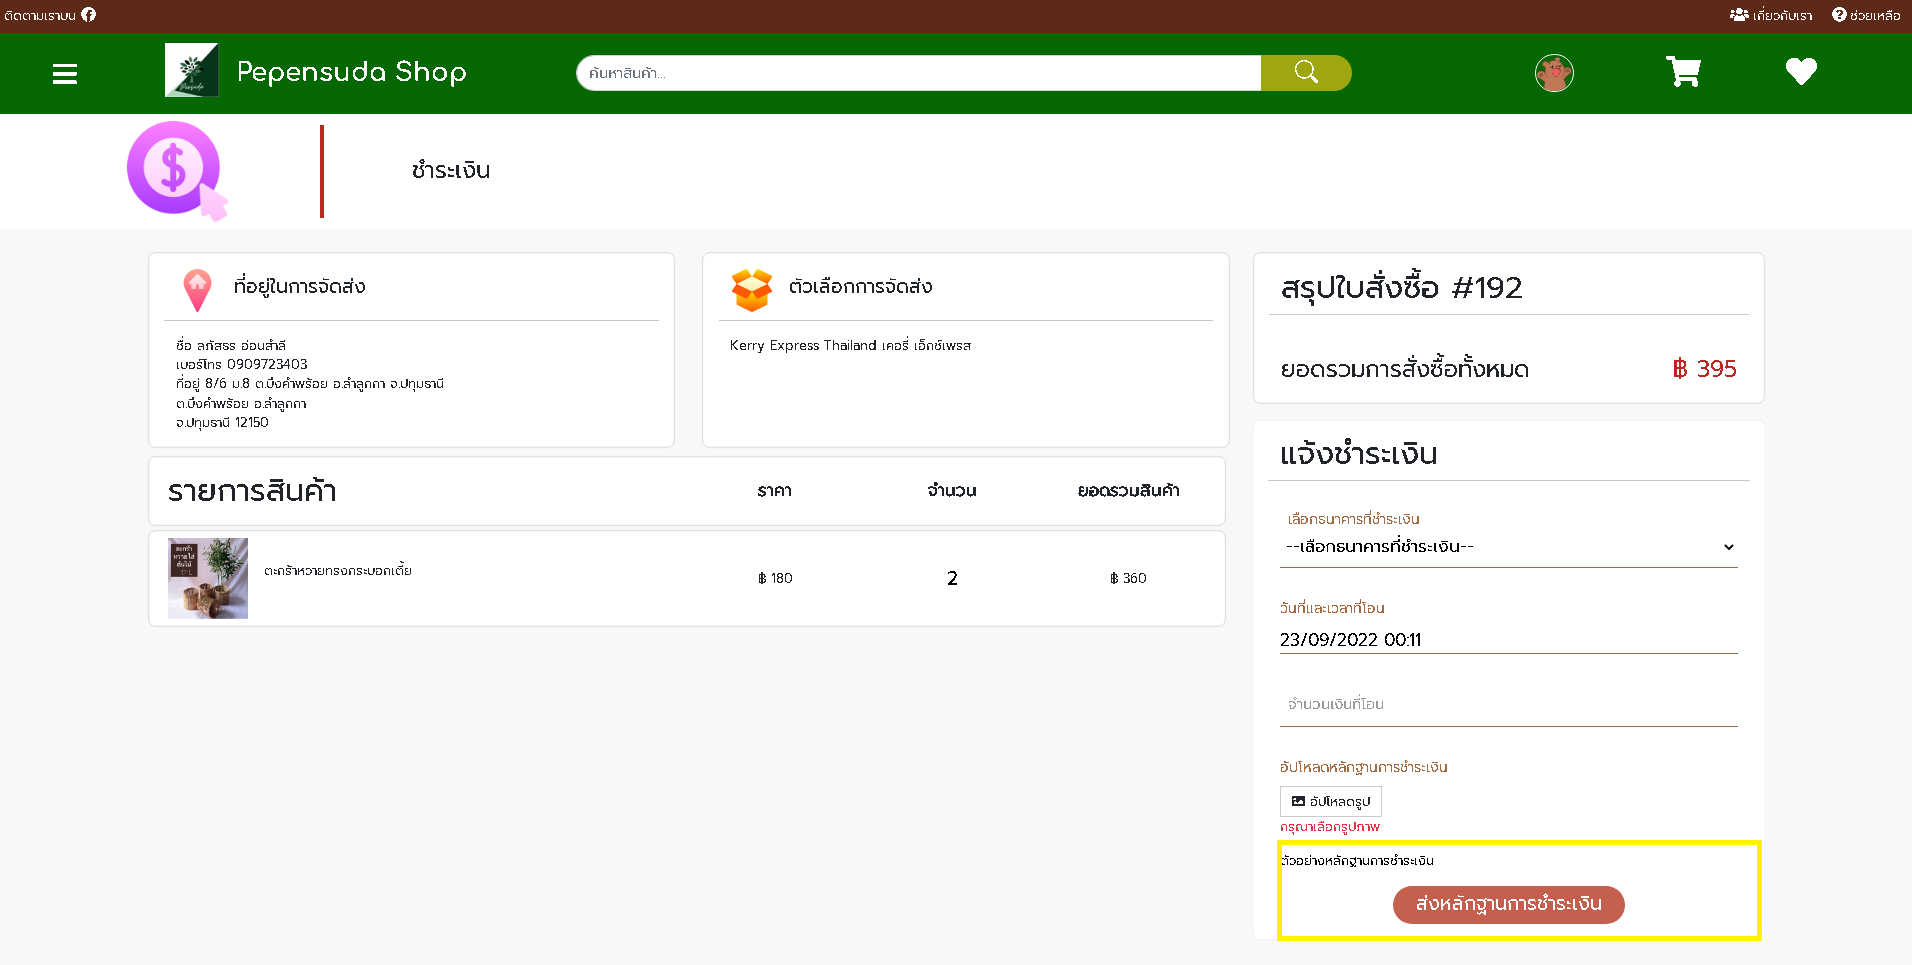 ติดตามเราบน
เกี่ยวกับเรา
ช่วยเหลือ
Pepensuda Shop
ค้นหาสินค้า...
ชำระเงิน
ที่อยู่ในการจัดส่ง
ชื่อ ลภัสธร อ่อนสำลี
เบอร์โทร 0909723403
ที่อยู่ 8/6 ม.8 ต.บึงคำพร้อย อ.ลำลูกกา จ.ปทุมธานี
ต.บึงคำพร้อย อ.ลำลูกกา
จ.ปทุมธานี 12150
ตัวเลือกการจัดส่ง
Kerry Express Thailand เคอรี่ เอ็กซ์เพรส
รายการสินค้า ราคา จำนวน ยอดรวมสินค้า
ตะกร้า
หวายใส่
ต้นไม้
ตะกร้าหวายทรงกระบอกเตี้ย ฿ 180 2 ฿ 360
สรุปใบสั่งซื้อ #192
ยอดรวมการสั่งซื้อทั้งหมด ฿ 395
แจ้งชำระเงิน
เลือกธนาคารที่ชำระเงิน
--เลือกธนาคารที่ชำระเงิน--
วันที่และเวลาที่โอน
23/09/2022 00:11
จำนวนเงินที่โอน
อัปโหลดหลักฐานการชำระเงิน
อัปโหลดรูป
กรุณาเลือกรูปภาพ
ตัวอย่างหลักฐานการชำระเงิน
ส่งหลักฐานการชำระเงิน